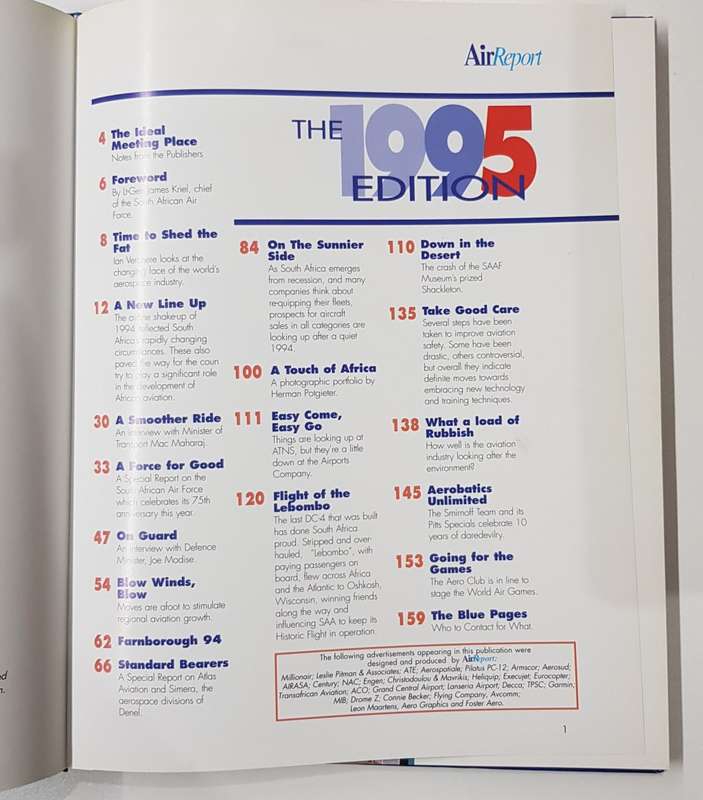 AirReport
THE 1995
EDITION
4 The Ideal
Meeting Place
Notes from the Publishers
6 Foreword
By Lt-Gen James Kriel, chief
of the South African Air
Force.
8 Time to Shed the
Fat
Ian Verchere looks at the
changing face of the world's
aerospace industry.
12 A New Line Up
The airline shake-up of
1994 reflected South
Africa's rapidly changing
circumstances. These also
paved the way for the coun
try to play a significant role
in the development of
African aviation.
30 A Smoother Ride
An interview with Minister of
Transport Mac Maharaj.
33 A Force for Good
A Special Report on the
South African Air Force
which celebrates its 75th
anniversary this year.
47 On Guard
An interview with Defence
Minister, Joe Modise.
54 Blow Winds,
Blow
Moves are afoot to stimulate
regional aviation growth.
62 Farnborough 94
66 Standard Bearers
A Special Report on Atlas
Aviation and Simera, the
aerospace divisions of
Denel.
84 On The Sunnier
Side
As South Africa emerges
from recession, and many
companies think about
re-quipping their fleets,
prospects for aircraft
sales in all categories are
looking up after a quiet
1994.
100 A Touch of Africa
A photographic portfolio by
Herman Potgieter.
111 Easy Come,
Easy Go
Things are looking up at
ATNS, but they're a little
down at the Airports
Company.
120 Flight of the
Lebombo
The last DC-4 that was built
has done South Africa
proud. Stripped and over
hauled, "Lebombo", with
paying passengers on
board, flew across Africa
and the Atlantic to Oshkosh,
Wisconsin, winning friends
along the way and
influencing SAA to keep its
Historic Flight in operation.
110 Down in the
Desert
The crash of the SAAF
Museum's prized
Shackleton.
135 Take Good Care
Several steps have been
taken to improve aviation
safety. Some have been
drastic, others controversial,
but overall they indicate
definite moves towards
embracing new technology
and training techniques.
138 What a load of
Rubbish
How well is the aviation
industry looking after the
environment?
145 Aerobatics
Unlimited
The Smirnoff Team and its
Pitts Specials celebrate 10
years of daredevilry.
153 Going for the
Games
The Aero Club is in line to
stage the World Air Games.
159 The Blue Pages
Who to Contact for What.
The following advertisements appearing in this publication were
designed and produced by AirReport:
Millionair; Leslie Pitman & Associates; ATE; Aerospatiale; Pilatus PC-12; Armscor; Aerosud;
AIRASA; Century; NAC; Engen; Christodoulou & Mavrikis; Heliquip; Execujet; Eurocopter;
Transafrican Aviation; ACO; Grand Central Airport; Lanseria Airport; Decca; TPSC; Garmin;
MIB; Drome Z; Connie Becker; Flying Company, Avcomm;
Leon Maartens, Aero Graphics and Foster Aero.
1